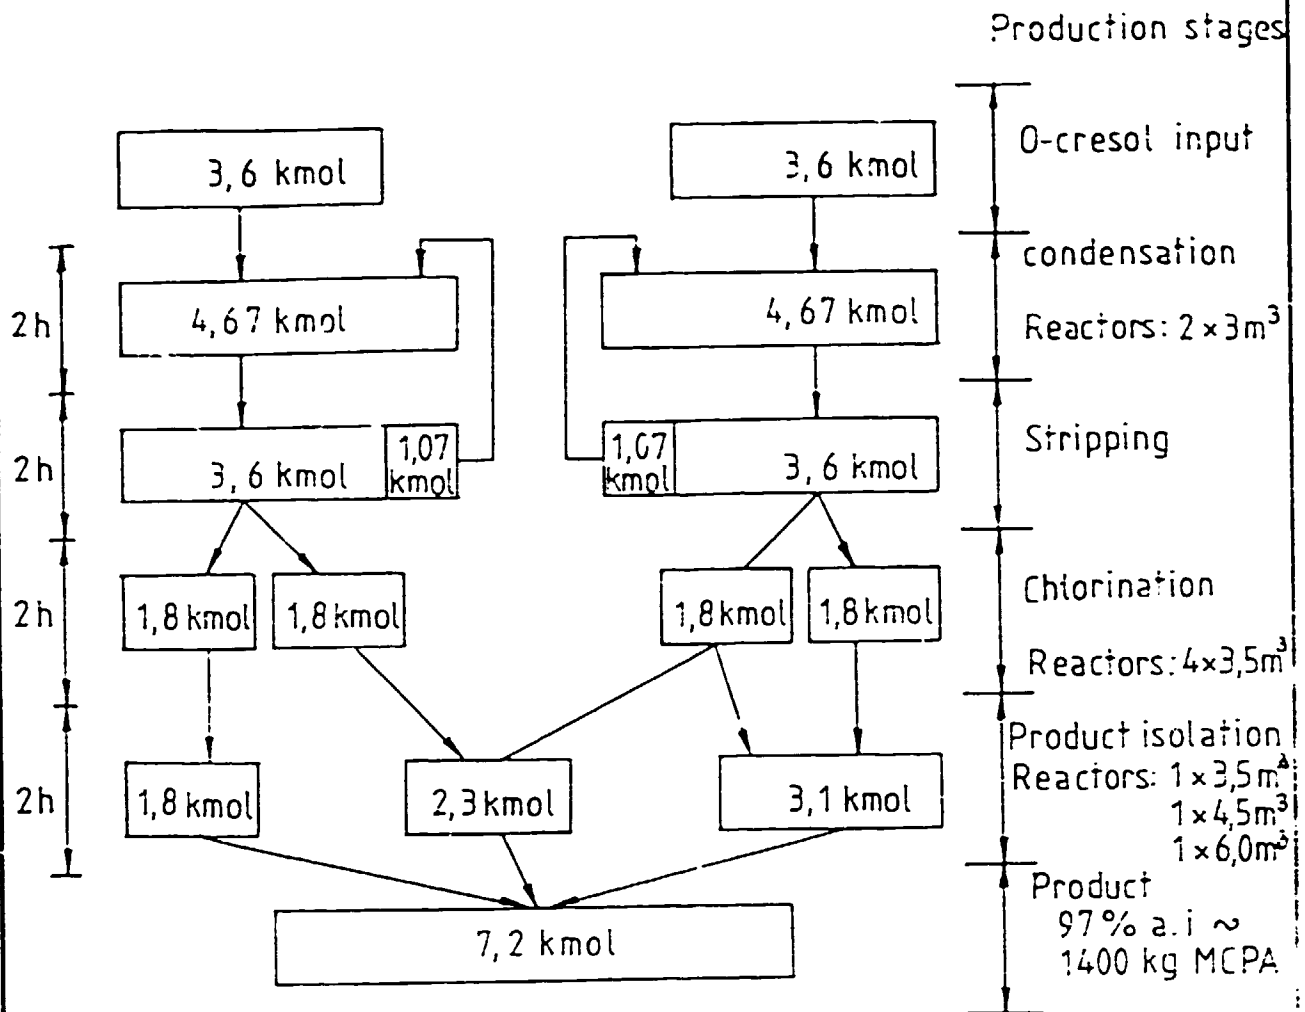 Production stages
3,6 kmol
3,6 kmol
O-cresol input
condensation
2h
4,67 kmol
4,67 kmol
Reactors: 2×3m³
2h
3,6 kmol
1,07
kmol
1,07
kmol
3,6 kmol
Stripping
2h
1,8 kmol
1,8 kmol
1,8 kmol
1,8 kmol
Chlorination
Reactors: 4×3,5m³
Product isolation
2h
1,8 kmol
2,3 kmol
3,1 kmol
Reactors: 1×3,5m³
1×4,5m³
1×6,0m³
7,2 kmol
Product
97% a.i ~
1400 kg MCPA